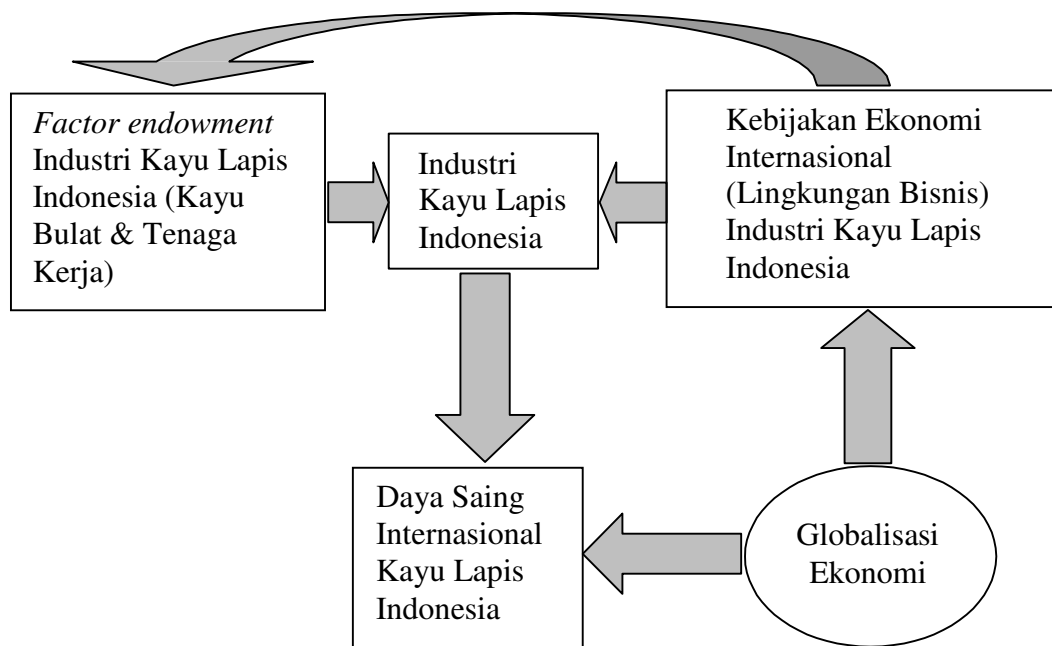 Factor endowment
Industri Kayu Lapis
Indonesia (Kayu
Bulat & Tenaga
Kerja)
Industri
Kayu Lapis
Indonesia
Kebijakan Ekonomi
Internasional
(Lingkungan Bisnis)
Industri Kayu Lapis
Indonesia
Daya Saing
Internasional
Kayu Lapis
Indonesia
Globalisasi
Ekonomi